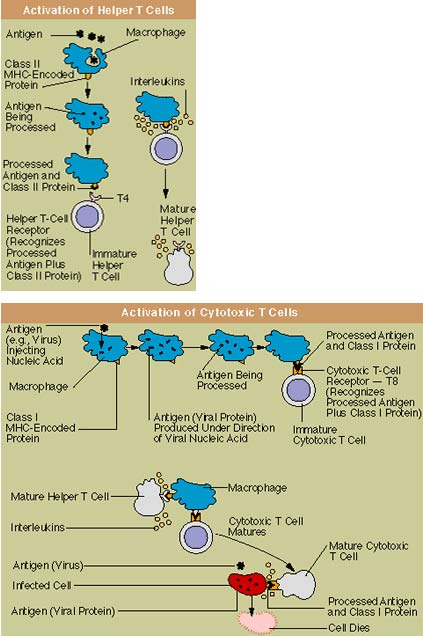 Activation of Helper T Cells
Antigen
Macrophage
Class II
MHC-Encoded
Protein
Interleukins
Antigen
Being
Processed
Processed
Antigen and
Class II Protein
T4
Mature
Helper
T Cell
Helper T-Cell
Receptor
(Recognizes
Processed
Antigen Plus
Class II Protein)
Immature
Helper
T Cell
Activation of Cytotoxic T Cells
Antigen
(e.g., Virus)
Injecting
Nucleic Acid
Processed Antigen
and Class I Protein
Macrophage
Antigen Being
Processed
Cytotoxic T-Cell
Receptor — T8
(Recognizes
Processed Antigen
Plus Class I Protein)
Class I
MHC-Encoded
Protein
Antigen (Viral Protein)
Produced Under Direction
of Viral Nucleic Acid
Immature
Cytotoxic T Cell
Mature Helper T Cell
Macrophage
Interleukins
Cytotoxic T Cell
Matures
Mature Cytotoxic
T Cell
Antigen (Virus)
Infected Cell
Antigen (Viral Protein)
Processed Antigen
and Class I Protein
Cell Dies